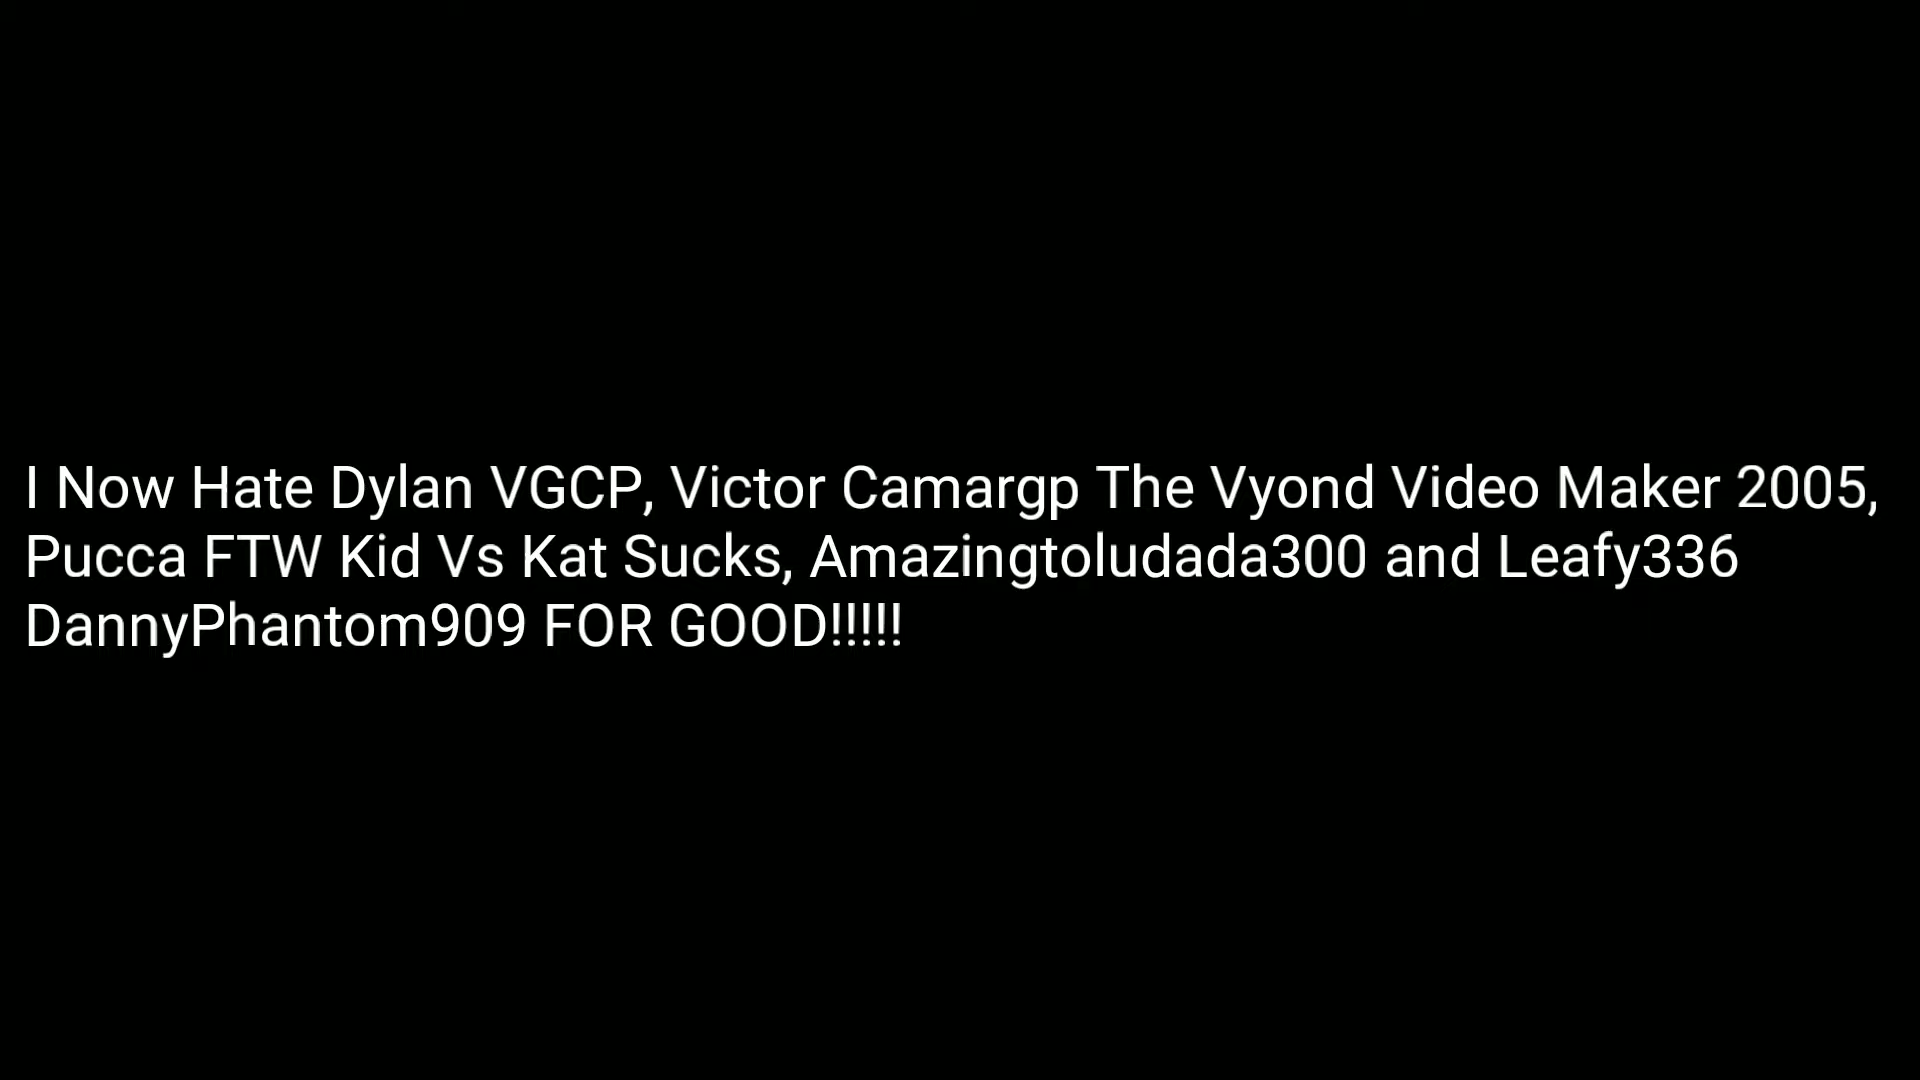 I Now Hate Dylan VGCP, Victor Camargp The Vyond Video Maker 2005,
Pucca FTW Kid Vs Kat Sucks, Amazingtoludada300 and Leafy336
DannyPhantom909 FOR GOOD!!!!!